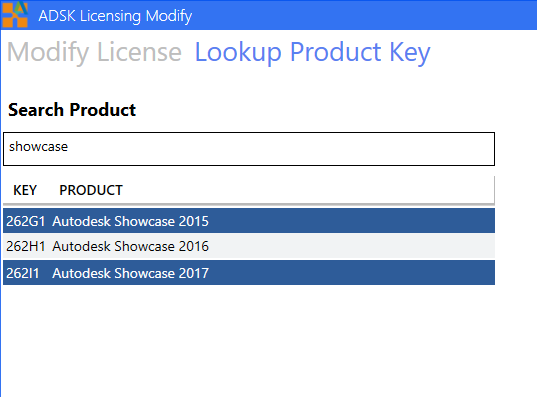 ADSK Licensing Modify
Modify License Lookup Product Key
Search Product
showcase
KEY PRODUCT
262G1 Autodesk Showcase 2015
262H1 Autodesk Showcase 2016
262I1 Autodesk Showcase 2017